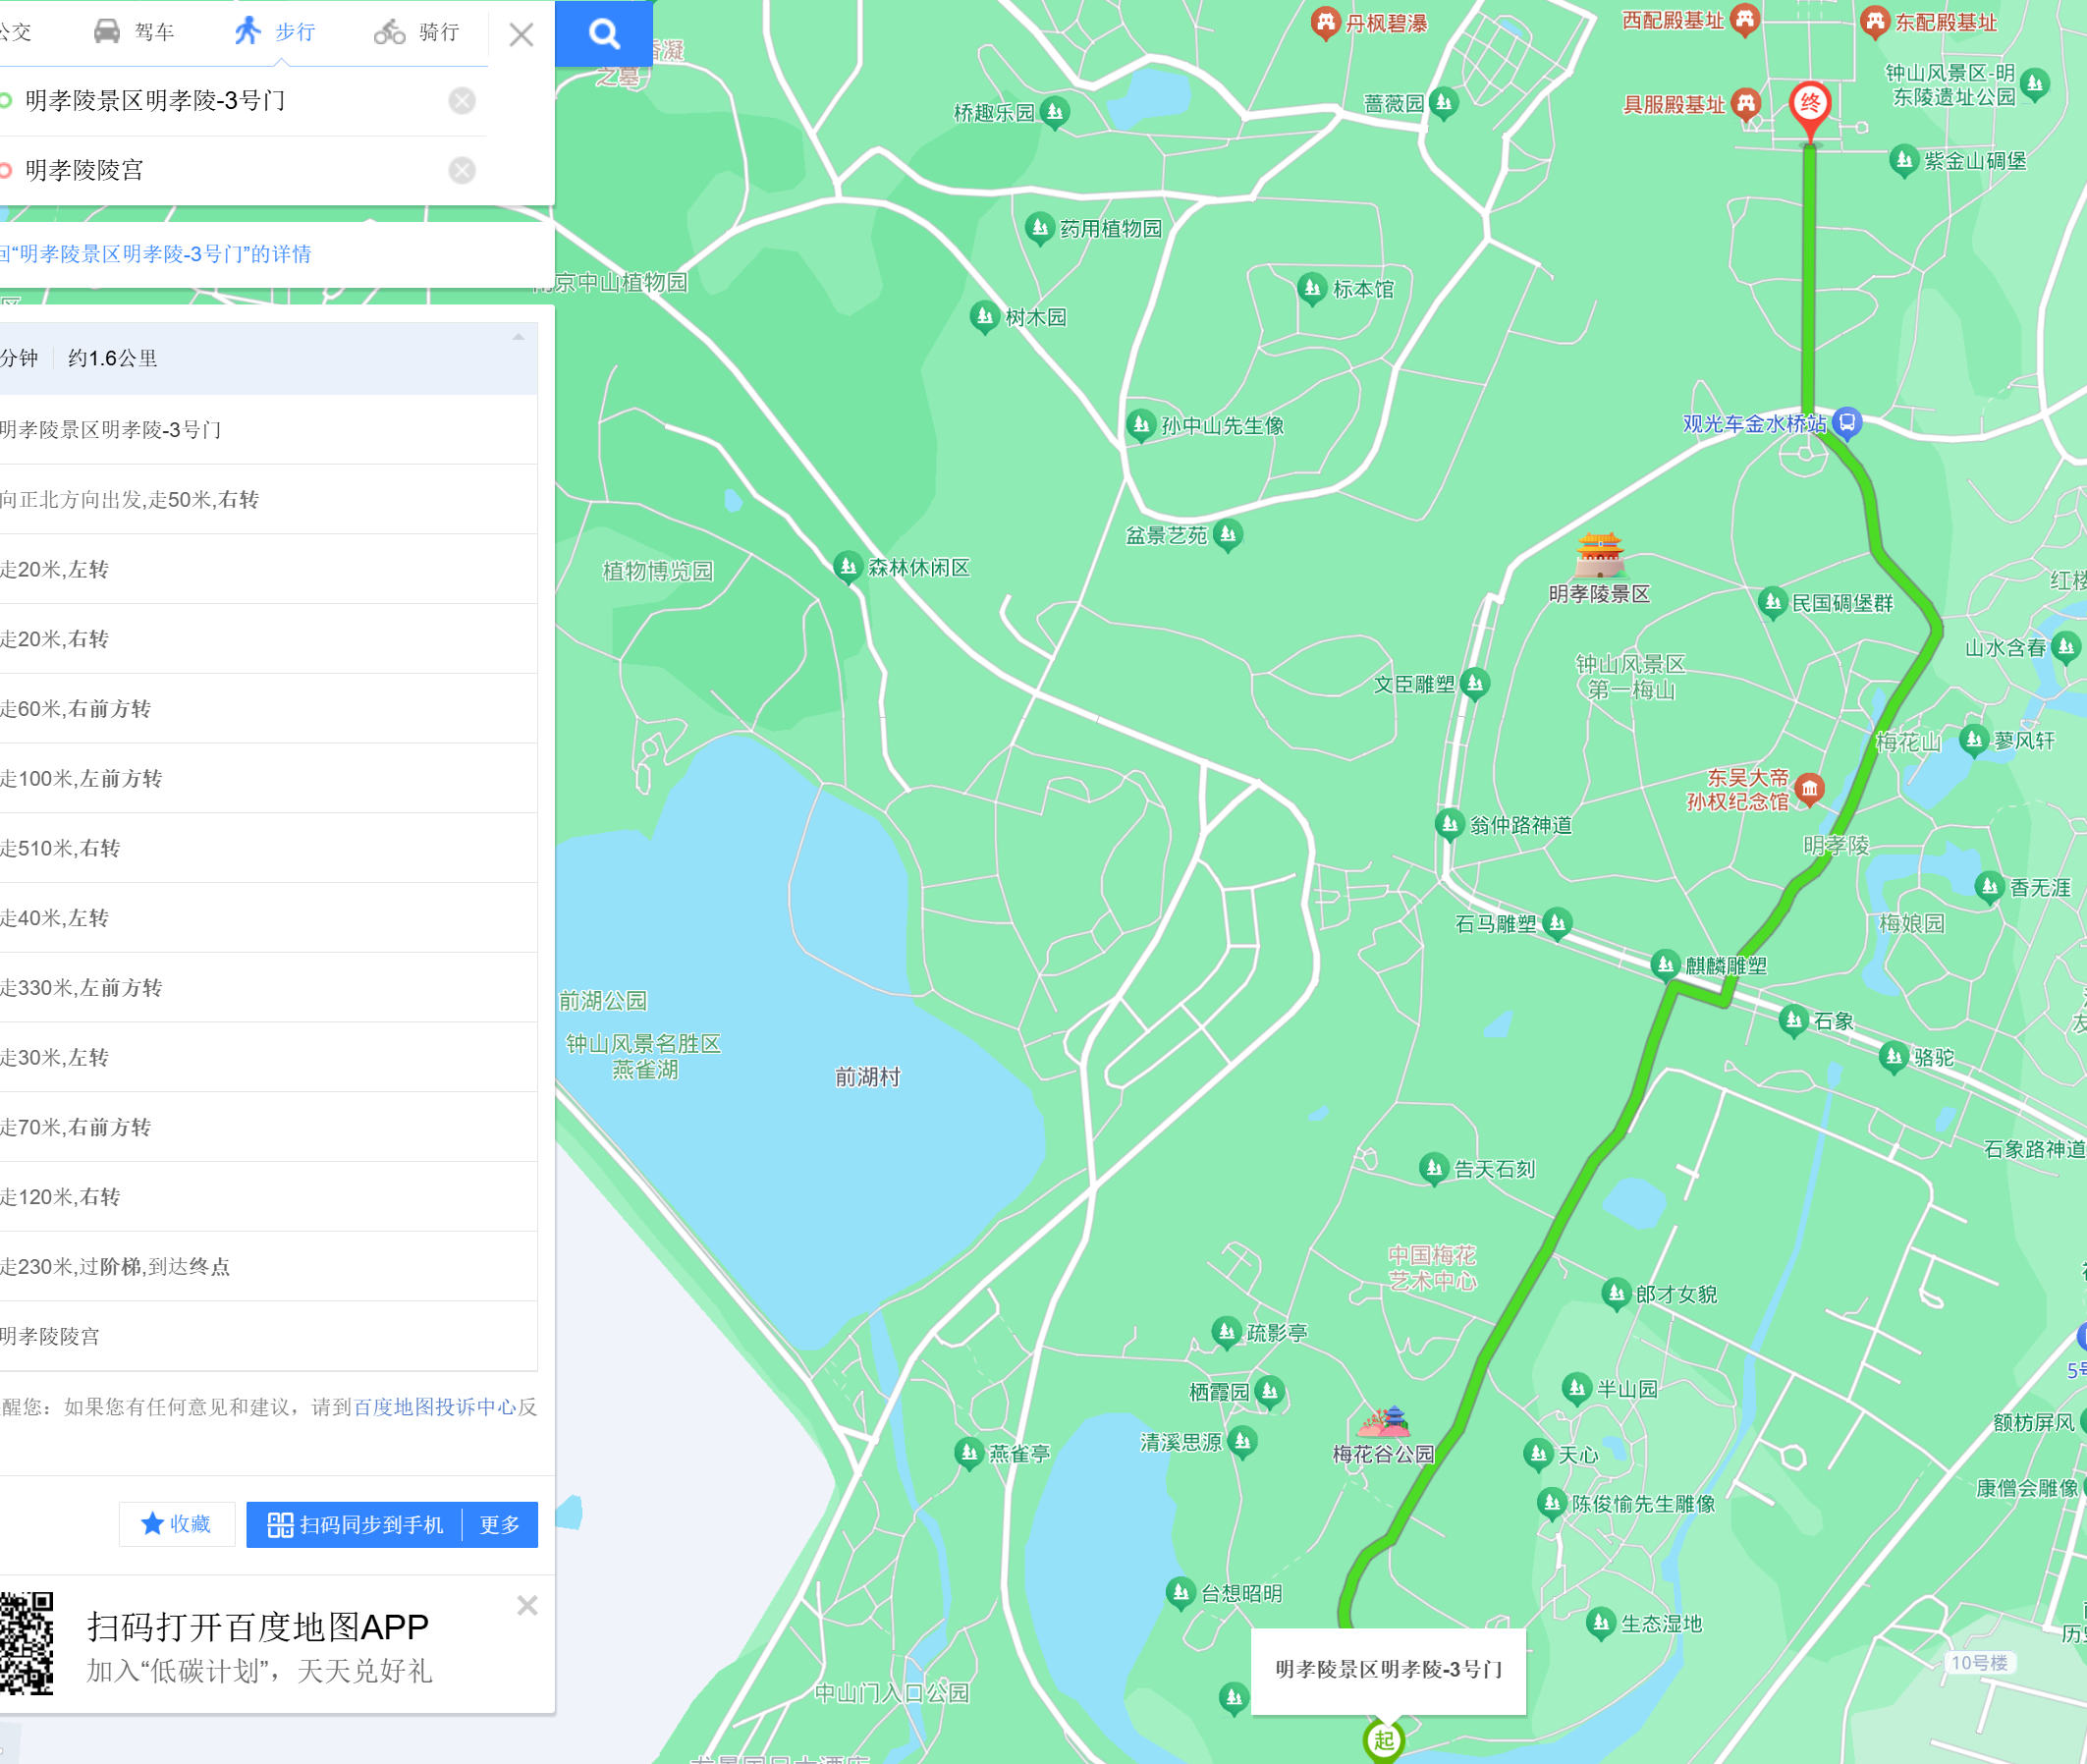 公交
驾车
步行
骑行
明孝陵景区明孝陵-3号门
明孝陵陵宫
回“明孝陵景区明孝陵-3号门”的详情
分钟
约1.6公里
明孝陵景区明孝陵-3号门
向正北方向出发,走50米,右转
走20米,左转
走20米,右转
走60米,右前方转
走100米,左前方转
走510米,右转
走40米,左转
走330米,左前方转
走30米,左转
走70米,右前方转
走120米,右转
走230米,过阶梯,到达终点
明孝陵陵宫
醒您：如果您有任何意见和建议，请到百度地图投诉中心反
收藏
扫码同步到手机
更多
扫码打开百度地图APP
加入“低碳计划”，天天兑好礼
香凝
之墓
丹枫碧瀑
西配殿基址
东配殿基址
钟山风景区-明
东陵遗址公园
具服殿基址
终
紫金山碉堡
桥趣乐园
蔷薇园
药用植物园
南京中山植物园
标本馆
树木园
孙中山先生像
观光车金水桥站
盆景艺苑
森林休闲区
植物博览园
明孝陵景区
民国碉堡群
红楼
山水含春
文臣雕塑
钟山风景区
第一梅山
梅花山
蓼风轩
东吴大帝
孙权纪念馆
翁仲路神道
明孝陵
香无涯
梅娘园
石马雕塑
麒麟雕塑
石象
骆驼
友
前湖公园
钟山风景名胜区
燕雀湖
前湖村
石象路神道
告天石刻
中国梅花
艺术中心
郎才女貌
疏影亭
5号
栖霞园
半山园
额枋屏风
清溪思源
梅花谷公园
天心
燕雀亭
康僧会雕像
陈俊愉先生雕像
台想昭明
生态湿地
历史
10号楼
明孝陵景区明孝陵-3号门
中山门入口公园
起